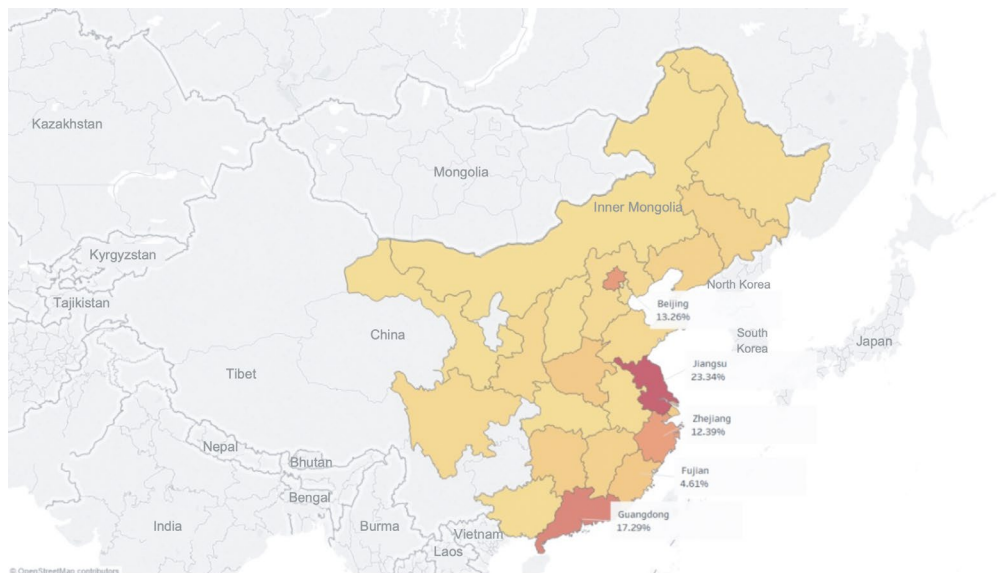 Kazakhstan
Mongolia
Inner Mongolia
Kyrgyzstan
North Korea
Tajikistan
Beijing
13.26%
China
South
Korea
Japan
Tibet
Jiangsu
23.34%
Zhejiang
12.39%
Nepal
Bhutan
Fujian
4.61%
Bengal
India
Burma
Guangdong
17.29%
Vietnam
Laos
© OpenStreetMap contributors